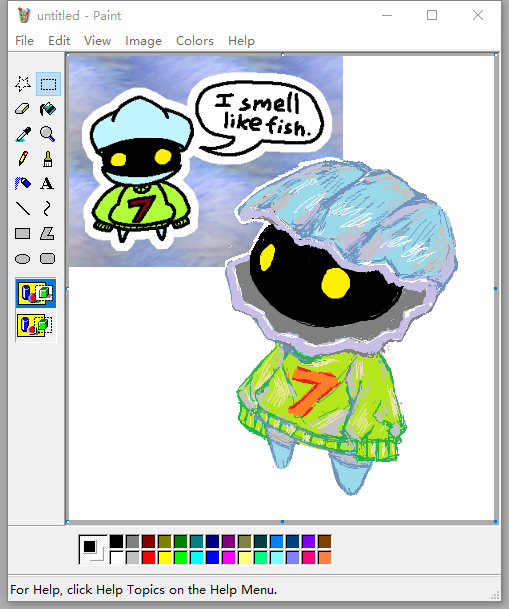 untitled - Paint
File Edit View Image Colors Help
I smell
like fish.
7
7
A
For Help, click Help Topics on the Help Menu.